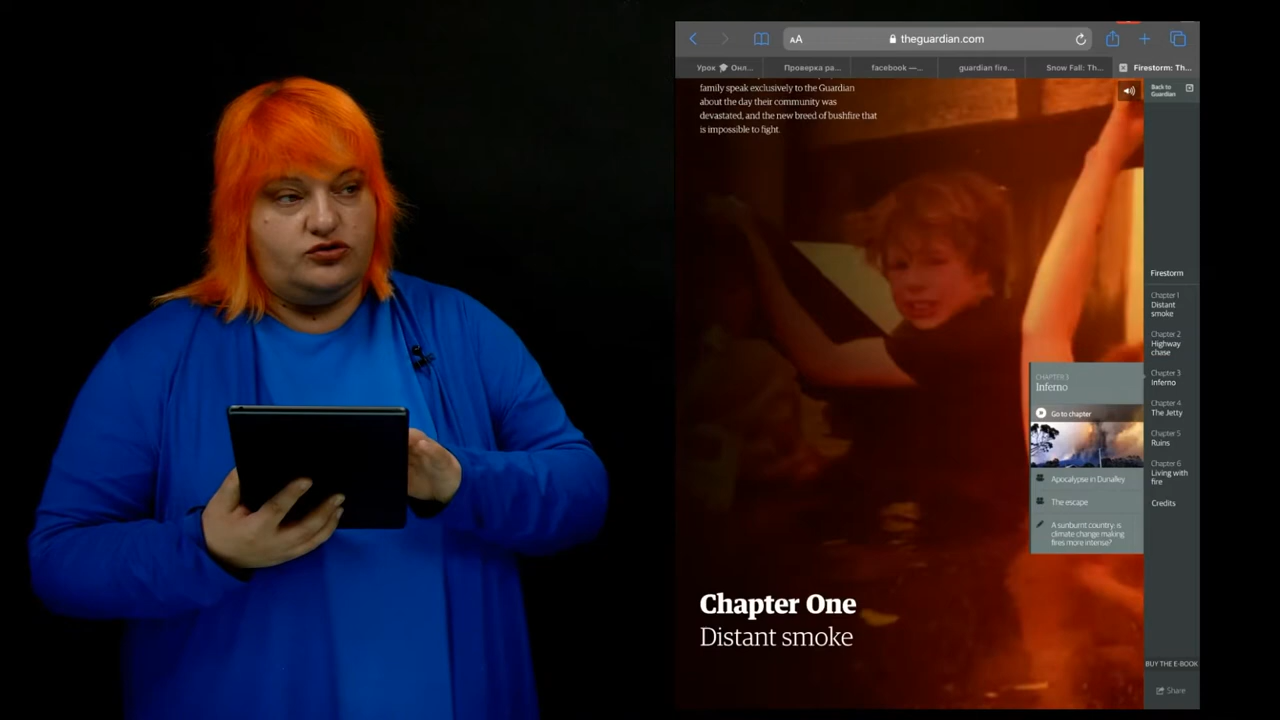 AA
theguardian.com
Урок 🎓 Онл...
Проверка ра...
facebook —...
guardian fire...
Snow Fall: Th...
Firestorm: Th...
family speak exclusively to the Guardian
about the day their community was
devastated, and the new breed of bushfire that
is impossible to fight.
Back to
Guardian
Firestorm
Chapter 1
Distant
smoke
Chapter 2
Highway
chase
Chapter 3
Inferno
Chapter 4
The Jetty
Chapter 5
Ruins
Chapter 6
Living with
fire
Credits
CHAPTER 3
Inferno
Go to chapter
Apocalypse in Dunalley
The escape
A sunburnt country: is
climate change making
fires more intense?
Chapter One
Distant smoke
BUY THE E-BOOK
Share